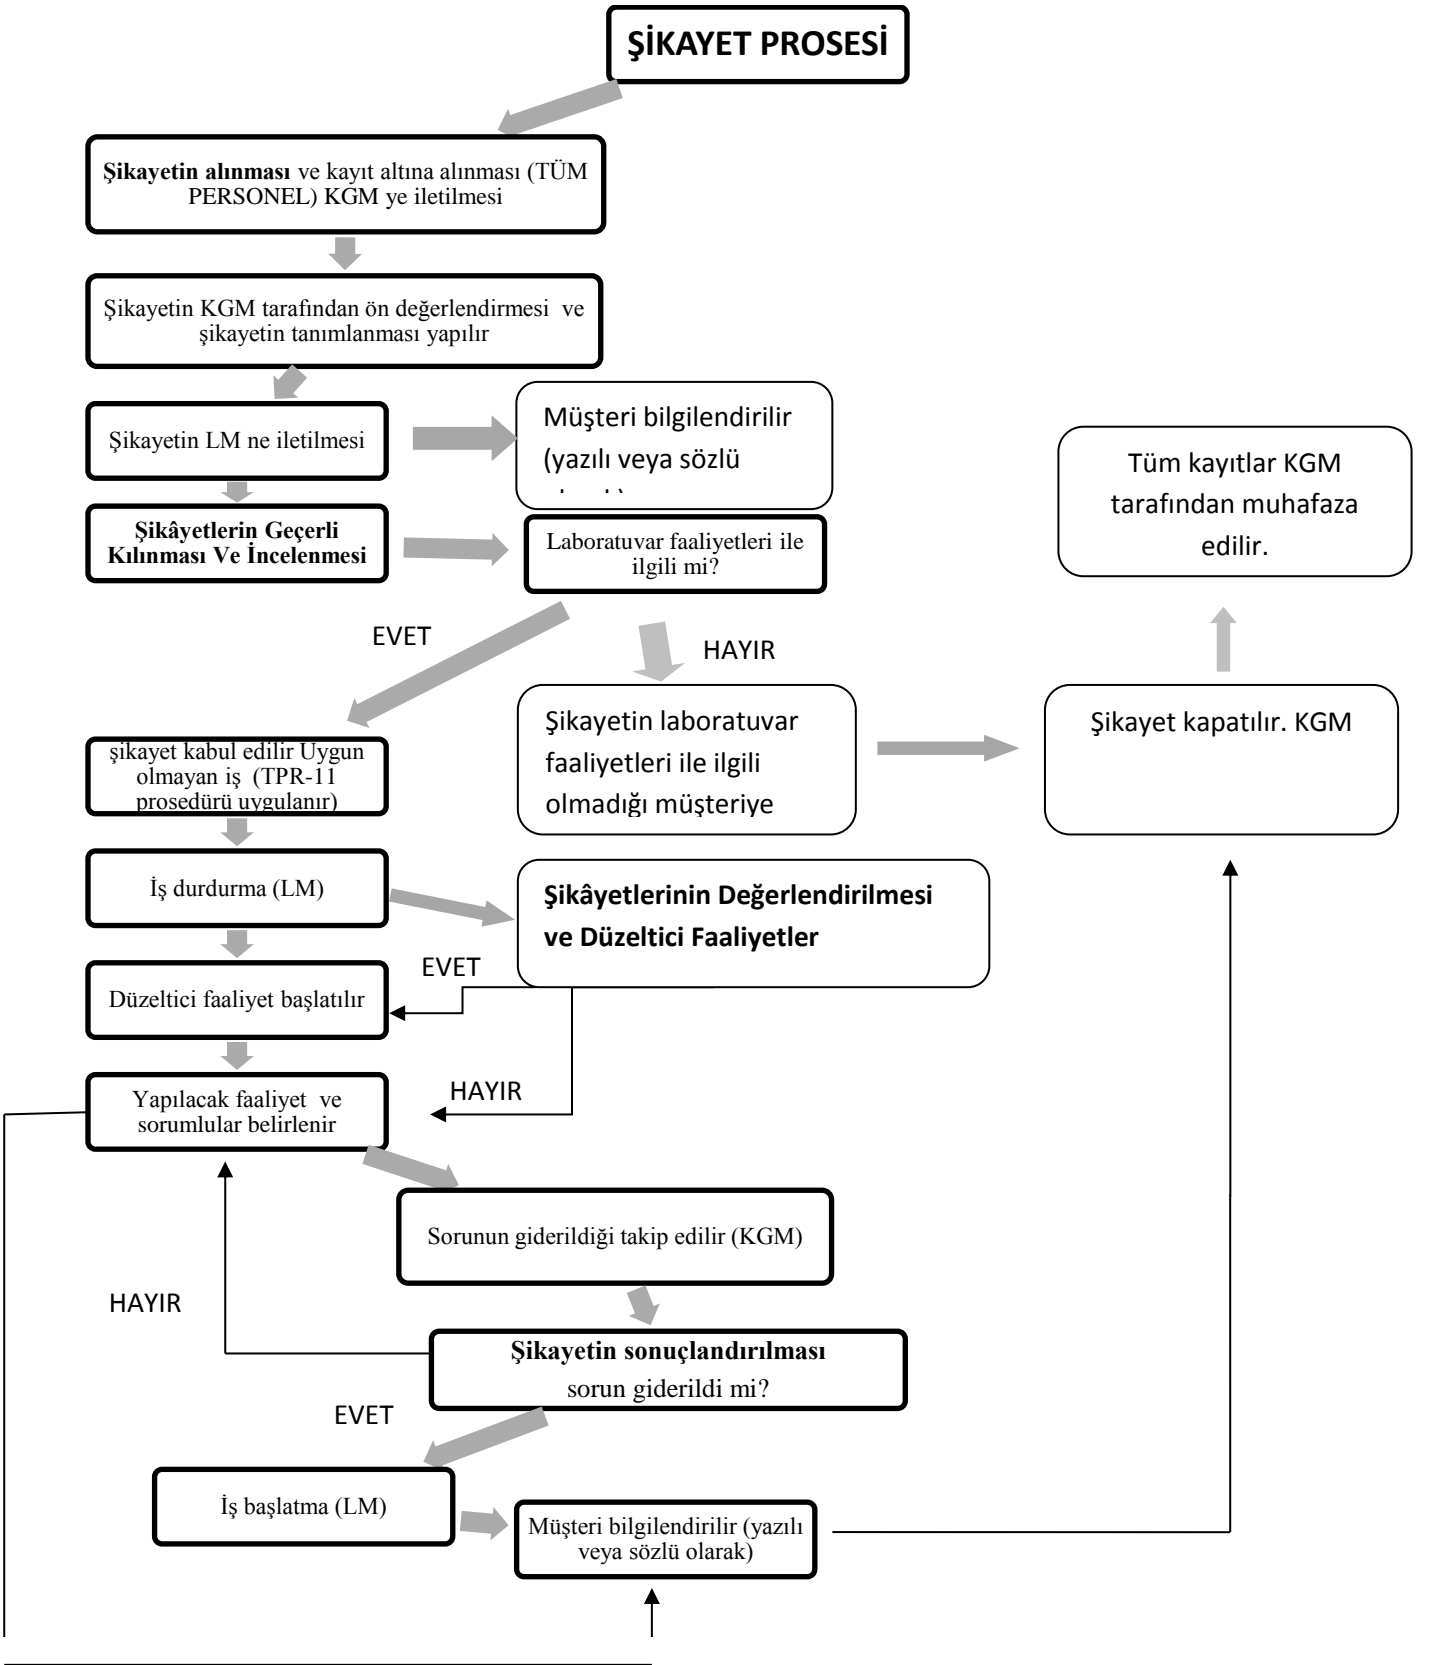 ŞİKAYET PROSESİ
Şikayetin alınması ve kayıt altına alınması (TÜM
PERSONEL) KGM ye iletilmesi
Şikayetin KGM tarafından ön değerlendirmesi ve
şikayetin tanımlanması yapılır
Şikayetin LM ne iletilmesi
Müşteri bilgilendirilir
(yazılı veya sözlü
Tüm kayıtlar KGM
tarafından muhafaza
edilir.
Şikâyetlerin Geçerli
Kılınması Ve İncelenmesi
Laboratuvar faaliyetleri ile
ilgili mi?
EVET
HAYIR
Şikayetin laboratuvar
faaliyetleri ile ilgili
olmadığı müşteriye
Şikayet kapatılır. KGM
şikayet kabul edilir Uygun
olmayan iş (TPR-11
prosedürü uygulanır)
İş durdurma (LM)
Şikâyetlerinin Değerlendirilmesi
ve Düzeltici Faaliyetler
EVET
Düzeltici faaliyet başlatılır
HAYIR
Yapılacak faaliyet ve
sorumlular belirlenir
Sorunun giderildiği takip edilir (KGM)
HAYIR
Şikayetin sonuçlandırılması
sorun giderildi mi?
EVET
İş başlatma (LM)
Müşteri bilgilendirilir (yazılı
veya sözlü olarak)